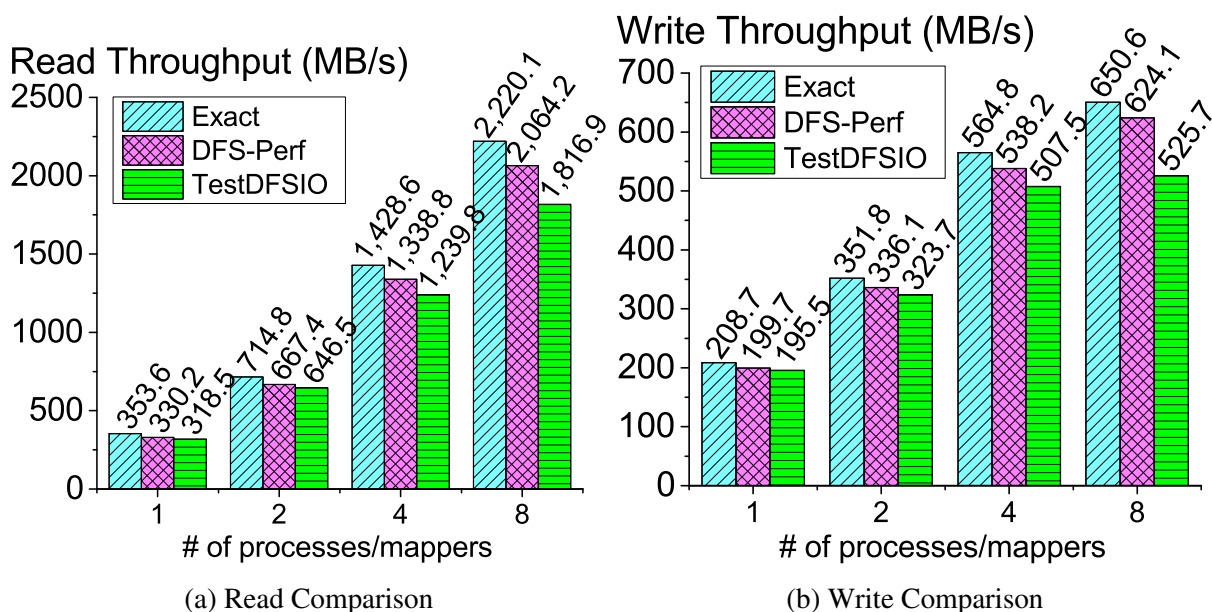 Read Throughput (MB/s)
2500
2000
1500
1000
500
0
Exact
DFS-Perf
TestDFSIO
353.6
330.2
318.5
714.8
667.4
646.5
1,428.6
1,338.8
1,239.8
2,220.1
2,064.2
1,816.9
1 2 4 8
# of processes/mappers
(a) Read Comparison
Write Throughput (MB/s)
700
600
500
400
300
200
100
0
Exact
DFS-Perf
TestDFSIO
208.7
199.7
195.5
351.8
336.1
323.7
564.8
538.2
507.5
650.6
624.1
525.7
1 2 4 8
# of processes/mappers
(b) Write Comparison